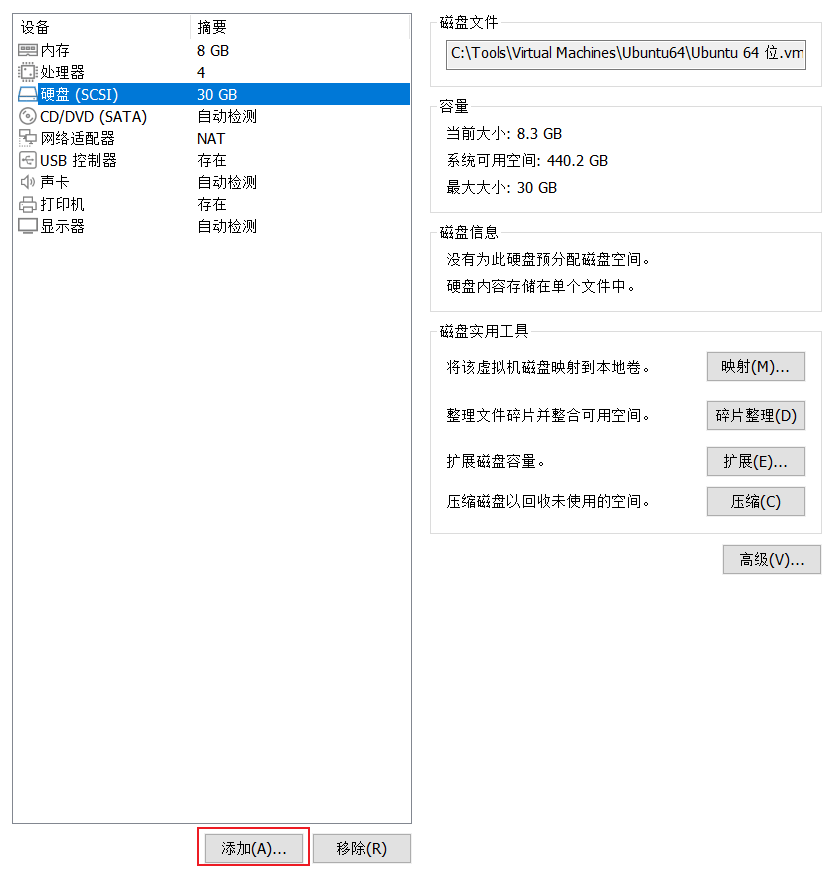 设备 摘要
内存 8 GB
处理器 4
硬盘 (SCSI) 30 GB
CD/DVD (SATA) 自动检测
网络适配器 NAT
USB 控制器 存在
声卡 自动检测
打印机 存在
显示器 自动检测
添加(A)... 移除(R)
磁盘文件
C:\Tools\Virtual Machines\Ubuntu64\Ubuntu 64 位.vm
容量
当前大小: 8.3 GB
系统可用空间: 440.2 GB
最大大小: 30 GB
磁盘信息
没有为此硬盘预分配磁盘空间。
硬盘内容存储在单个文件中。
磁盘实用工具
将该虚拟机磁盘映射到本地卷。 映射(M)...
整理文件碎片并整合可用空间。 碎片整理(D)
扩展磁盘容量。 扩展(E)...
压缩磁盘以回收未使用的空间。 压缩(C)
高级(V)...